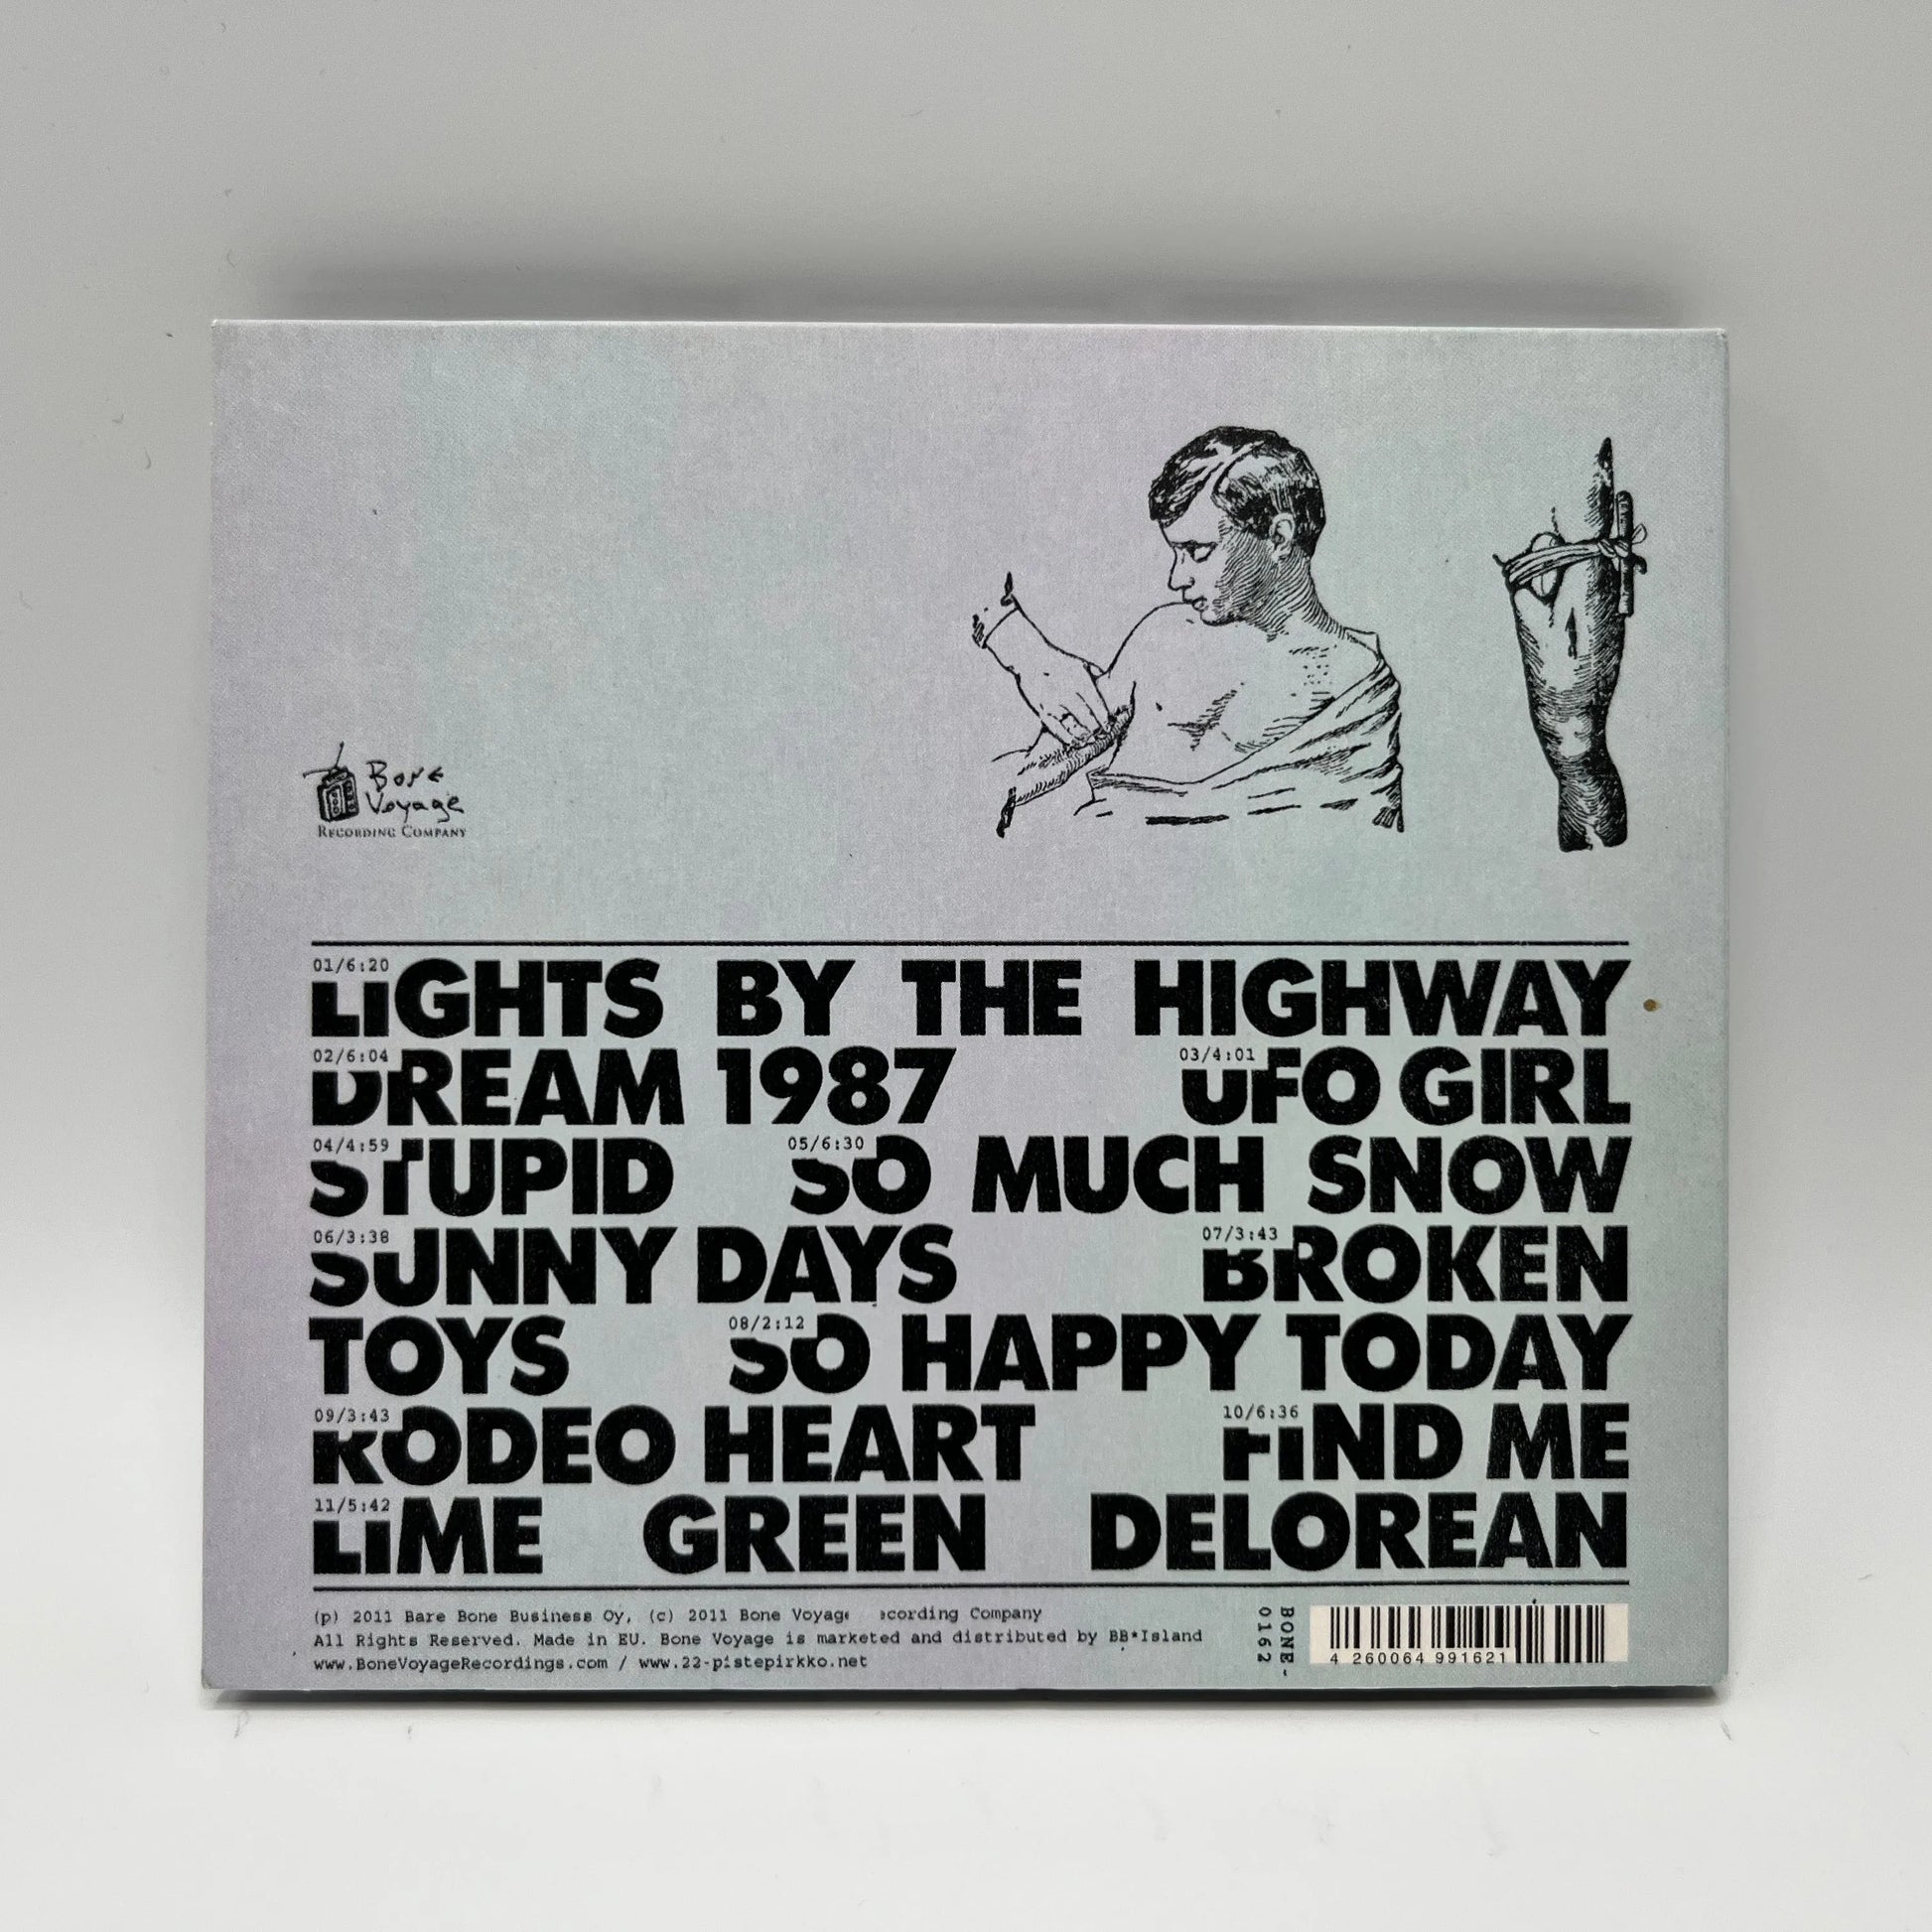 Bone
Voyage
Recording Company
01/6:20
LIGHTS BY THE HIGHWAY
02/6:04 03/4:01
DREAM 1987 UFO GIRL
04/4:59 05/6:30
STUPID SO MUCH SNOW
06/3:38 07/3:43
SUNNY DAYS BROKEN
08/2:12
TOYS SO HAPPY TODAY
09/3:43 10/6:36
RODEO HEART FIND ME
11/5:42
LIME GREEN DELOREAN
(p) 2011 Bare Bone Business Oy, (c) 2011 Bone Voyage Recording Company
All Rights Reserved. Made in EU. Bone Voyage is marketed and distributed by BB*Island
www.BoneVoyageRecordings.com / www.22-pistepirkko.net
BONE-
0162
4 260064 991621